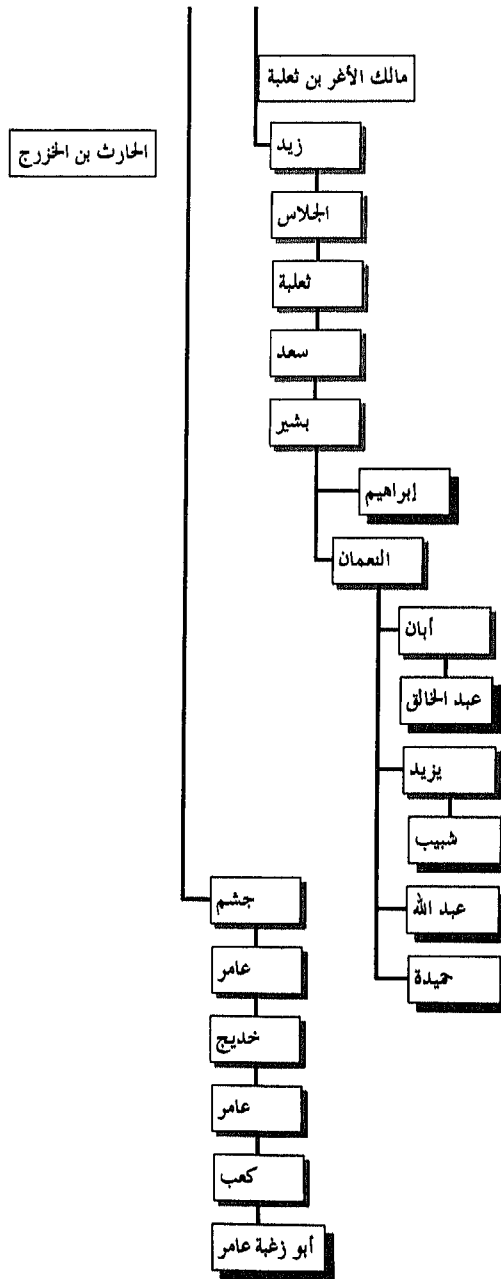 مالك الأغر بن ثعلبة
الحارث بن الخزرج
زيد
الجلاس
ثعلبة
سعد
بشير
إبراهيم
النعمان
أبان
عبد الخالق
يزيد
شبيب
جشم
عبد الله
عامر
حميدة
خديج
عامر
كعب
أبو زغبة عامر